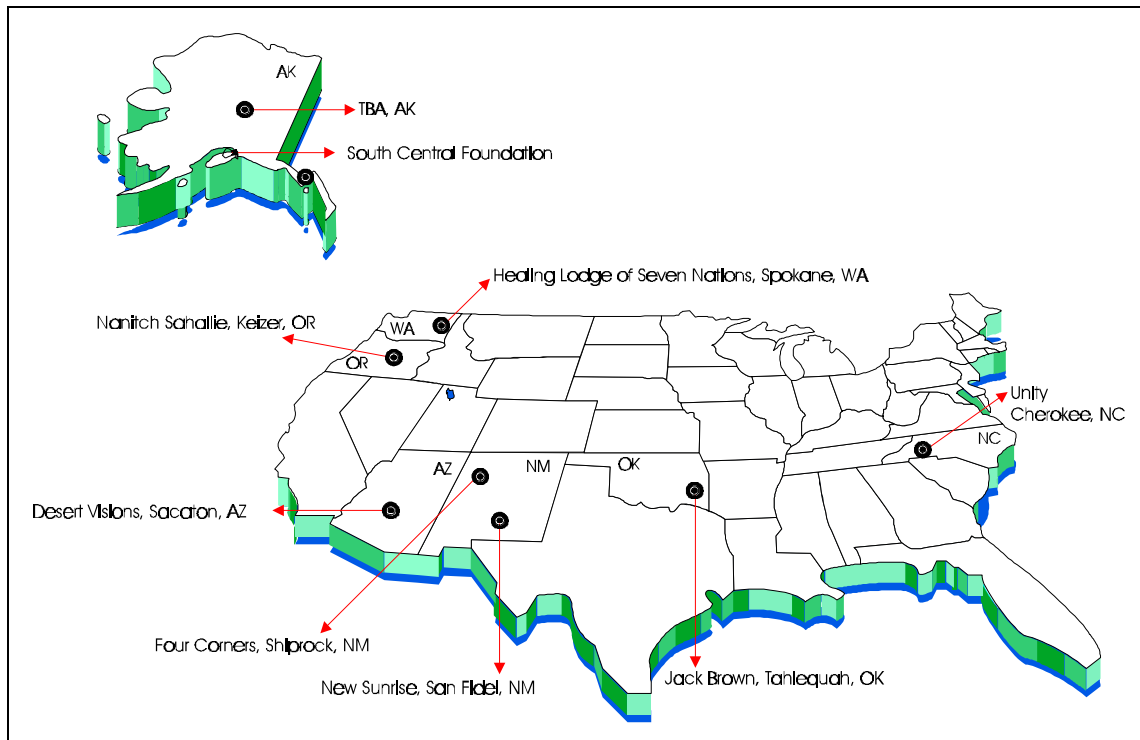 AK
TBA, AK
South Central Foundation
Healing Lodge of Seven Nations, Spokane, WA
Nanitch Sahallie, Keizer, OR
WA
OR
Unity
Cherokee, NC
NC
AZ
NM
OK
Desert Visions, Sacaton, AZ
Four Corners, Shiprock, NM
New Sunrise, San Fidel, NM
Jack Brown, Tahlequah, OK